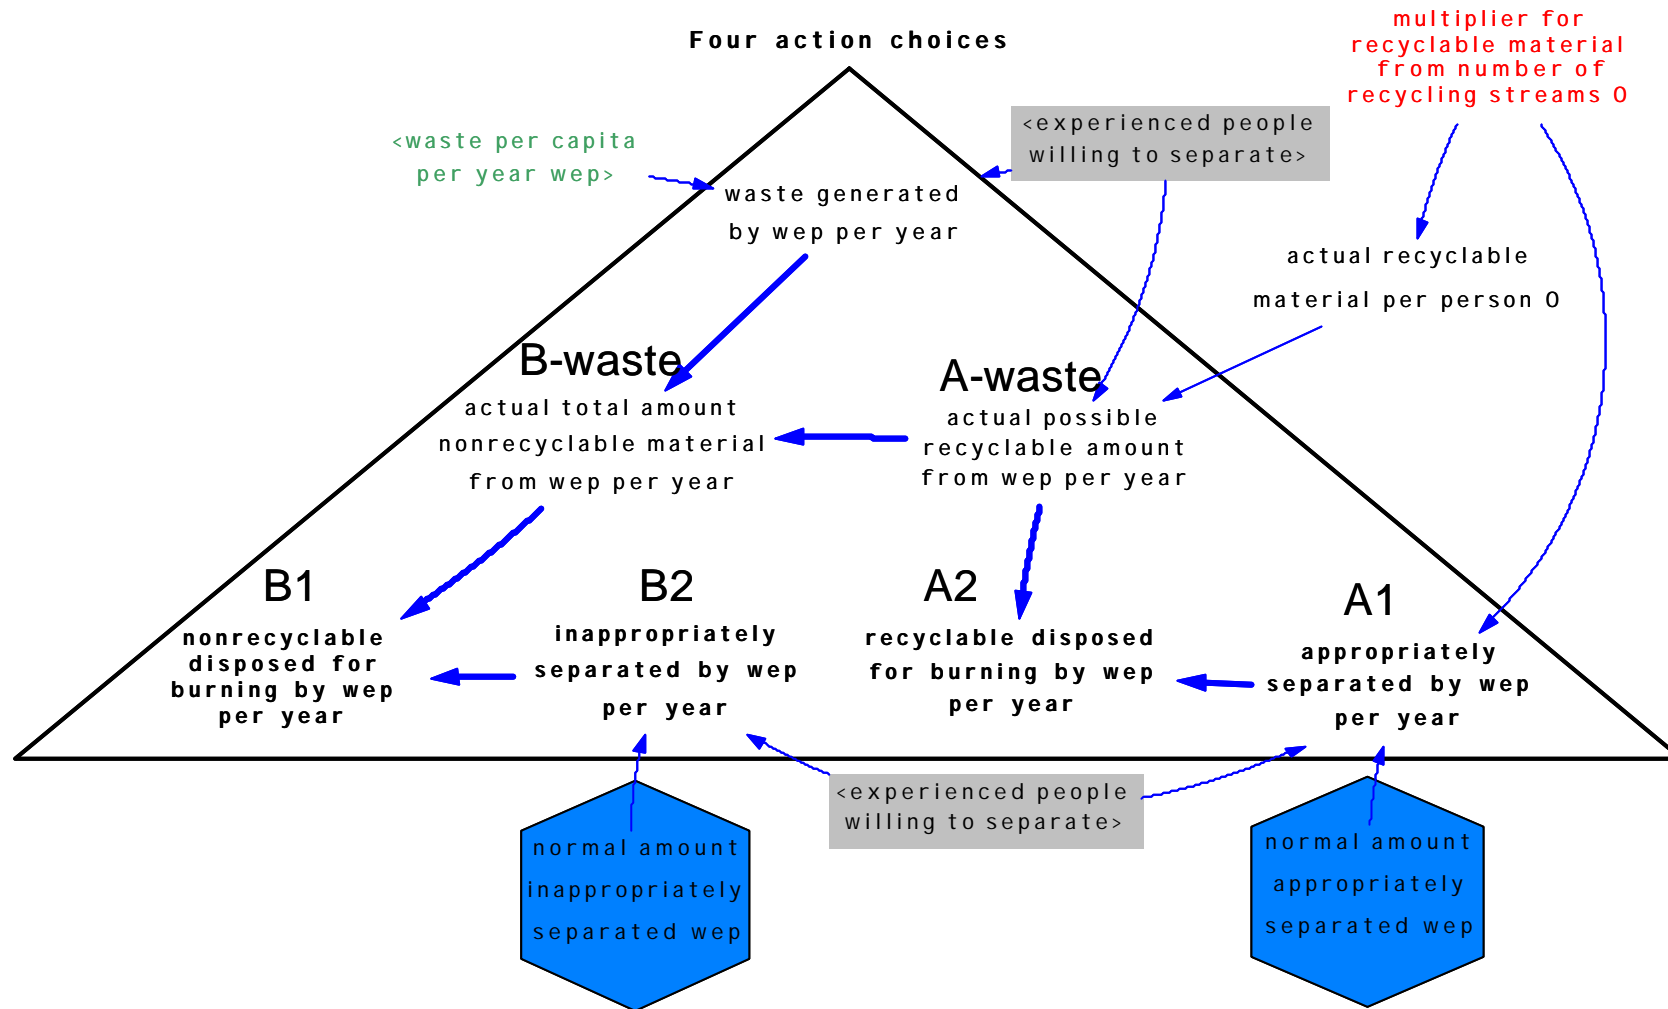 Four action choices
multiplier for
recyclable material
from number of
recycling streams 0
<waste per capita
per year wep>
<experienced people
willing to separate>
waste generated
by wep per year
actual recyclable
material per person 0
B-waste
actual total amount
nonrecyclable material
from wep per year
A-waste
actual possible
recyclable amount
from wep per year
B1
nonrecyclable
disposed for
burning by wep
per year
B2
inappropriately
separated by wep
per year
A2
recyclable disposed
for burning by wep
per year
A1
appropriately
separated by wep
per year
<experienced people
willing to separate>
normal amount
inappropriately
separated wep
normal amount
appropriately
separated wep